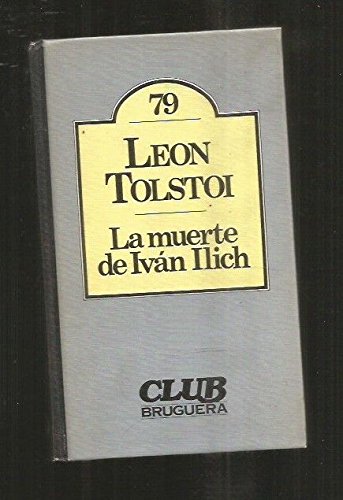 79
LEON
TOLSTOI
La muerte
de Iván Ilich
CLUB
BRUGUERA